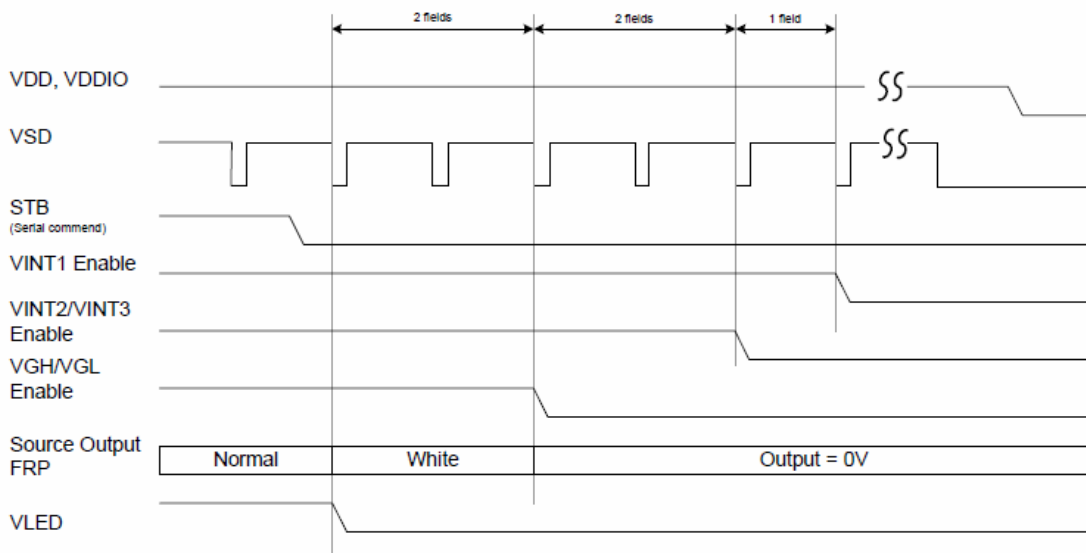 2 fields
2 fields
1 field
VDD, VDDIO
VSD
STB
(Serial commend)
VINT1 Enable
VINT2/VINT3
Enable
VGH/VGL
Enable
Source Output
FRP
Normal
White
Output = 0V
VLED